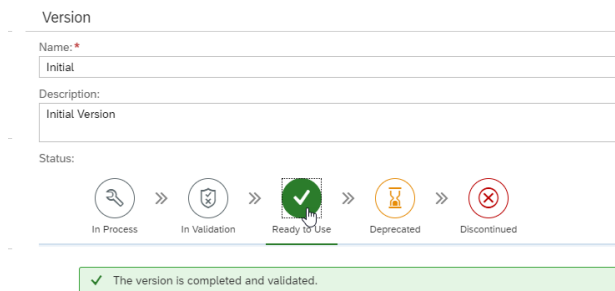 Version
Name:*
Initial
Description:
Initial Version
Status:
In Process In Validation Ready to Use Deprecated Discontinued
The version is completed and validated.